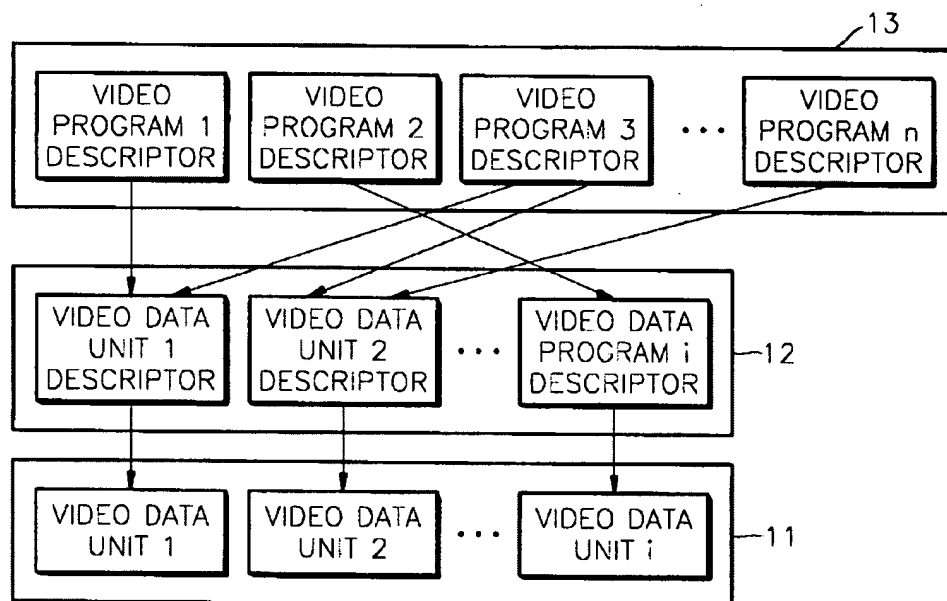 13
VIDEO
PROGRAM 1
DESCRIPTOR
VIDEO
PROGRAM 2
DESCRIPTOR
VIDEO
PROGRAM 3
DESCRIPTOR
• • •
VIDEO
PROGRAM n
DESCRIPTOR
VIDEO DATA
UNIT 1
DESCRIPTOR
VIDEO DATA
UNIT 2
DESCRIPTOR
• • •
VIDEO DATA
PROGRAM i
DESCRIPTOR
12
VIDEO DATA
UNIT 1
VIDEO DATA
UNIT 2
• • •
VIDEO DATA
UNIT i
11